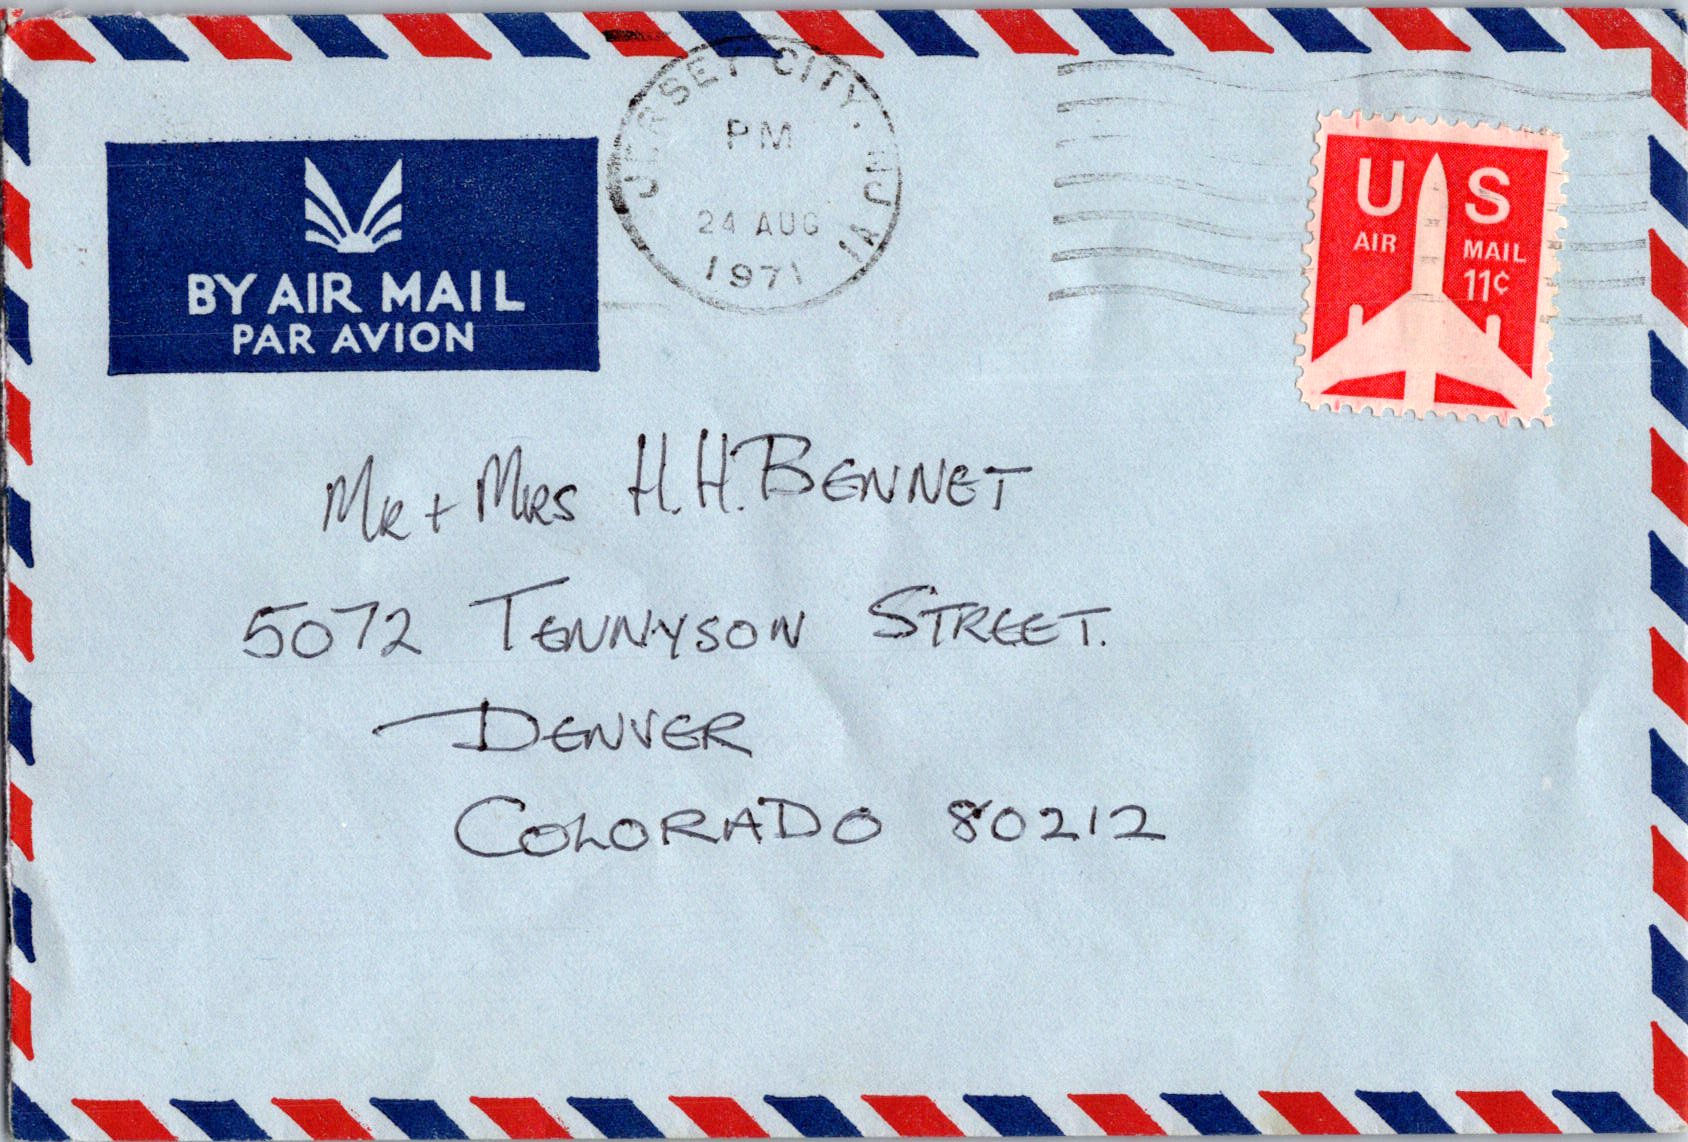 BY AIR MAIL
PAR AVION
JERSEY CITY. NJ
PM
24 AUG
1971
US
AIR MAIL
11¢
Mr + Mrs H.H. BENNET
5072 TENNYSON STREET.
DENVER
COLORADO 80212